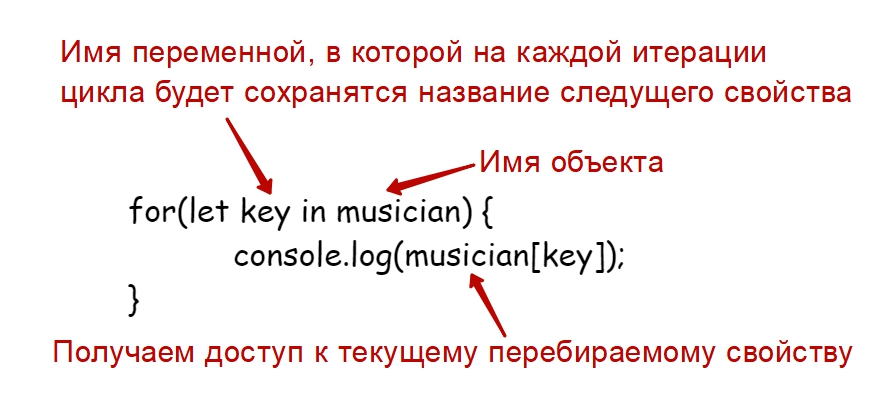 Имя переменной, в которой на каждой итерации
цикла будет сохранятся название следущего свойства
Имя объекта
for(let key in musician) {
console.log(musician[key]);
}
Получаем доступ к текущему перебираемому свойству